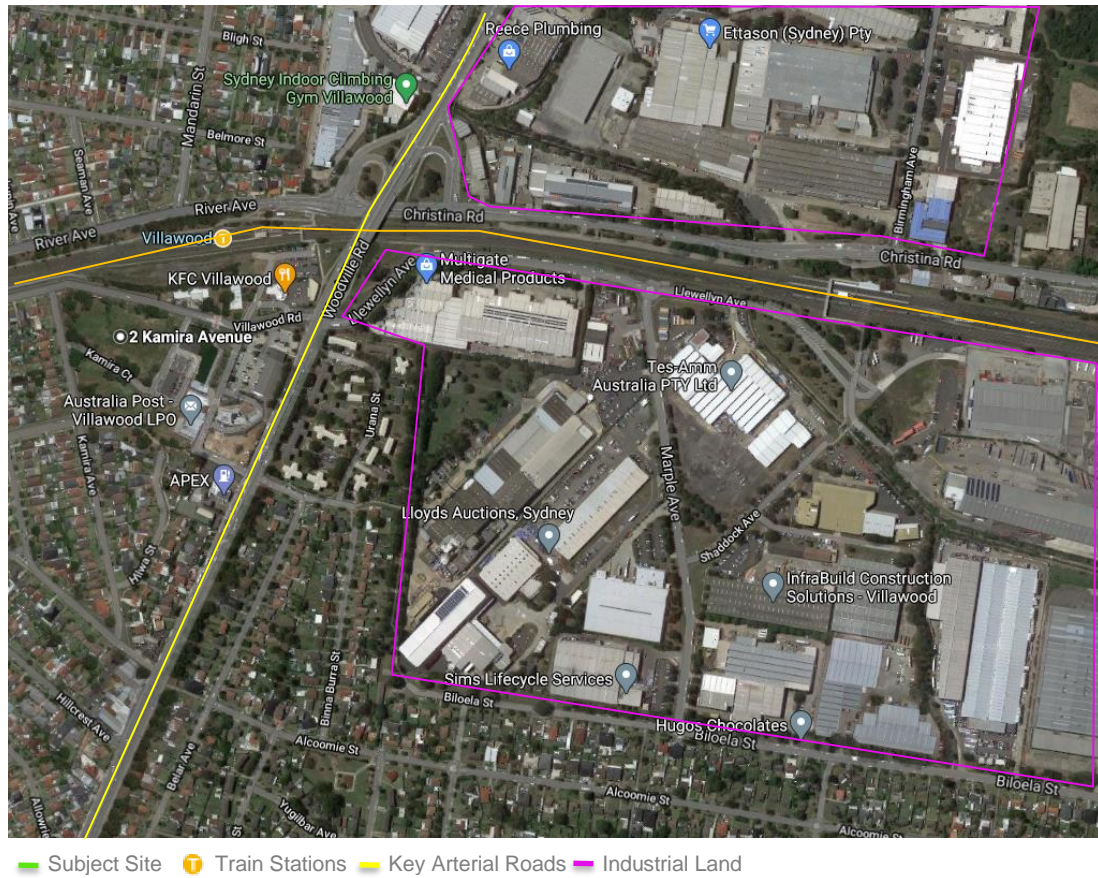 Bligh St
Mandarin St
Reece Plumbing
Ettason (Sydney) Pty
Sydney Indoor Climbing
Gym Villawood
Belmore St
Seaman Ave
Birmingham Ave
River Ave
River Ave
Christina Rd
Christina Rd
Villawood
T
Woodville Rd
KFC Villawood
Multigate
Medical Products
Llewellyn Ave
Llewellyn Ave
Villawood Rd
2 Kamira Avenue
Kamira Ct
Tes-Amm
Australia PTY Ltd
Australia Post -
Villawood LPO
Urana St
Kamira Ave
APEX
Marple Ave
Lloyds Auctions, Sydney
Shaddock Ave
Hilwa St
InfraBuild Construction
Solutions - Villawood
Binna Burra St
Sims Lifecycle Services
Biloela St
Hugos Chocolates
Biloela St
Hillcrest Ave
Belar Ave
Alcoomie St
Biloela St
Alcoomie St
Yugilbar Ave
Alcoomie St
Subject Site
T
Train Stations
Key Arterial Roads
Industrial Land